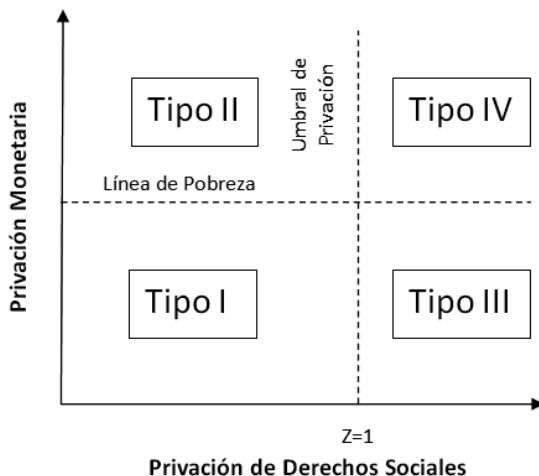 Privación Monetaria
Tipo II
Umbral de
Privación
Tipo IV
Línea de Pobreza
Tipo I
Tipo III
Z=1
Privación de Derechos Sociales